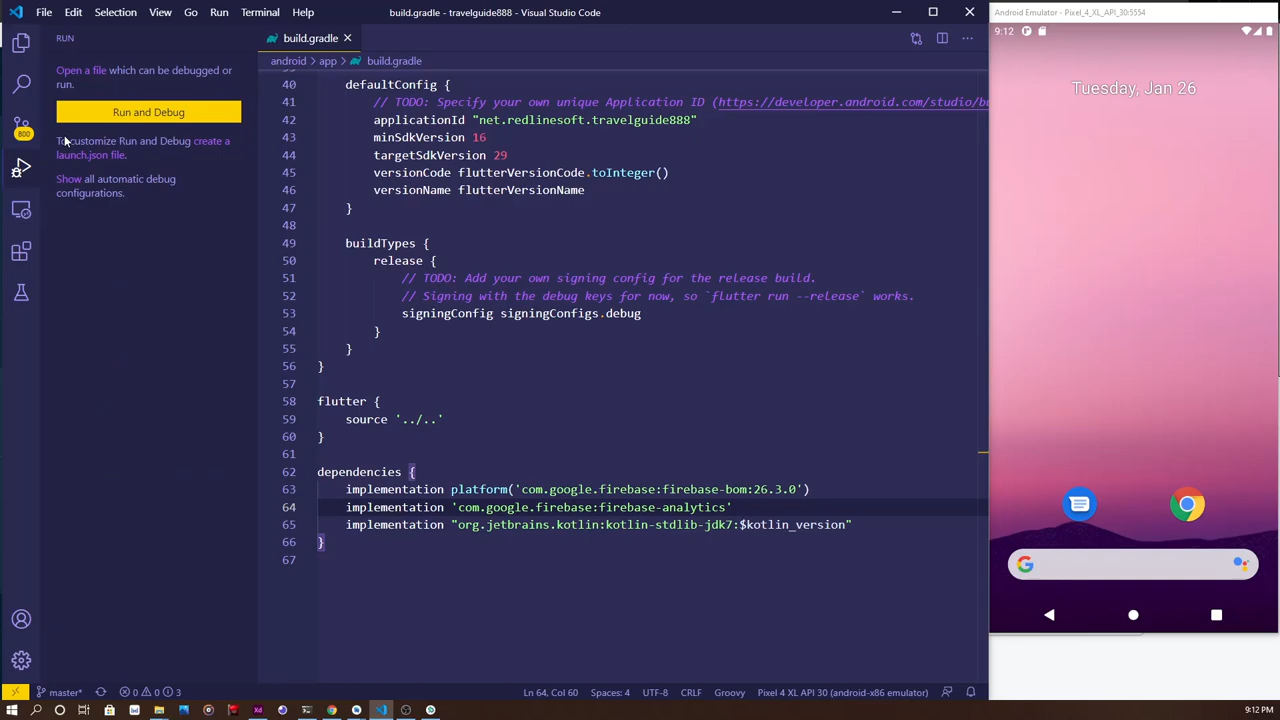 File Edit Selection View Go Run Terminal Help
build.gradle - travelguide888 - Visual Studio Code
Android Emulator - Pixel_4_XL_API_30:5554
RUN
build.gradle
9:12
Open a file which can be debugged or
run.
Run and Debug
To customize Run and Debug create a
launch.json file.
Show all automatic debug
configurations.
800
android > app > build.gradle
40 defaultConfig {
41 // TODO: Specify your own unique Application ID (https://developer.android.com/studio/bu
42 applicationId "net.redlinesoft.travelguide888"
43 minSdkVersion 16
44 targetSdkVersion 29
45 versionCode flutterVersionCode.toInteger()
46 versionName flutterVersionName
47 }
48
49 buildTypes {
50 release {
51 // TODO: Add your own signing config for the release build.
52 // Signing with the debug keys for now, so `flutter run --release` works.
53 signingConfig signingConfigs.debug
54 }
55 }
56 }
57
58 flutter {
59 source '../..'
60 }
61
62 dependencies {
63 implementation platform('com.google.firebase:firebase-bom:26.3.0')
64 implementation 'com.google.firebase:firebase-analytics'
65 implementation "org.jetbrains.kotlin:kotlin-stdlib-jdk7:$kotlin_version"
66 }
67
Tuesday, Jan 26
master* 0 0 3
Ln 64, Col 60 Spaces: 4 UTF-8 CRLF Groovy Pixel 4 XL API 30 (android-x86 emulator)
9:12 PM